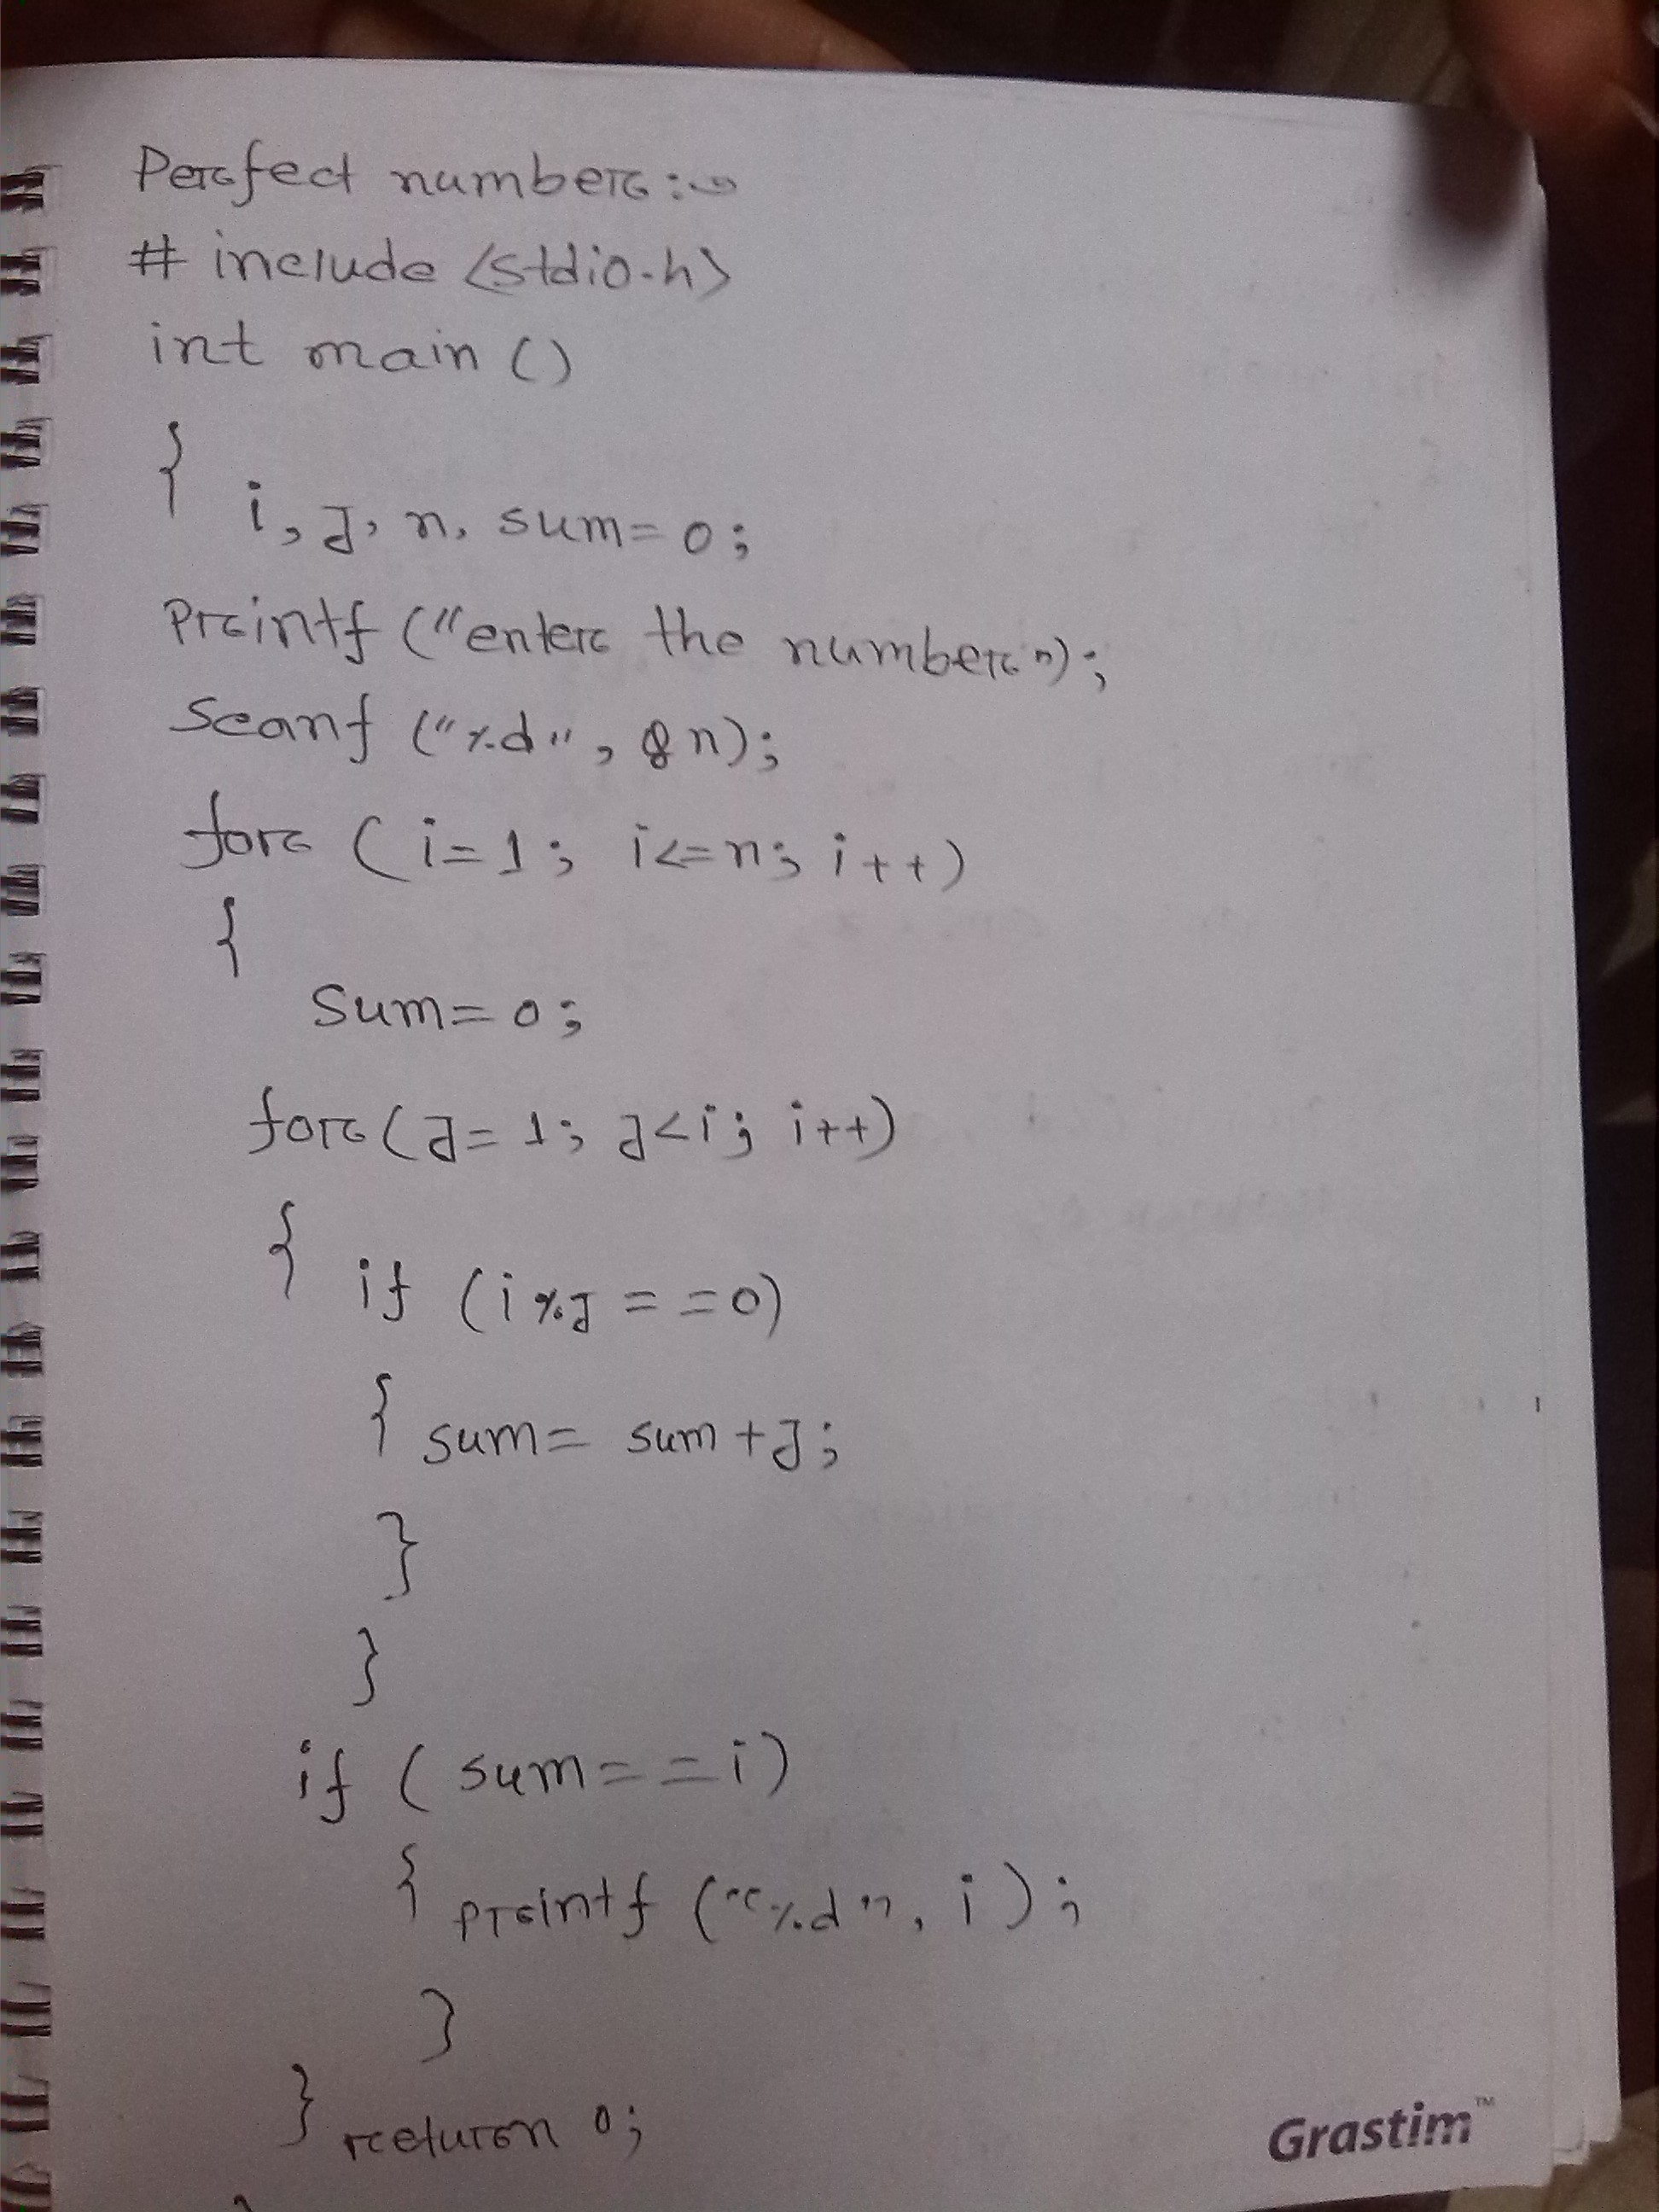 Perfect number :-
# include <stdio.h>
int main ()
{
i, j, n, sum = 0;
Printf ("enter the number");
Scanf ("%d", &n);
for ( i = 1; i <= n; i ++)
{
Sum = 0;
for (j = 1; j < i; i ++)
{
if (i % j = = 0)
{ sum = sum + j;
}
}
if ( sum = = i)
{ printf ("%d", i);
}
} return 0;
}
Grastim™